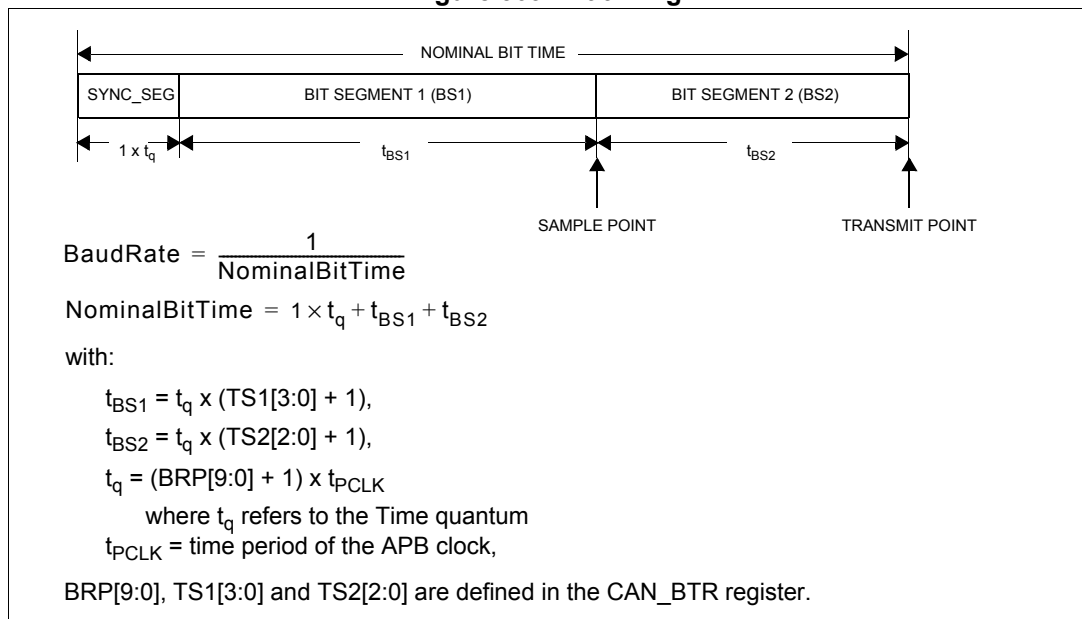 NOMINAL BIT TIME
SYNC_SEG BIT SEGMENT 1 (BS1) BIT SEGMENT 2 (BS2)
1 x tq tBS1 tBS2
SAMPLE POINT TRANSMIT POINT
BaudRate = 1 / NominalBitTime
NominalBitTime = 1 × tq + tBS1 + tBS2
with:
tBS1 = tq x (TS1[3:0] + 1),
tBS2 = tq x (TS2[2:0] + 1),
tq = (BRP[9:0] + 1) x tPCLK
where tq refers to the Time quantum
tPCLK = time period of the APB clock,
BRP[9:0], TS1[3:0] and TS2[2:0] are defined in the CAN_BTR register.